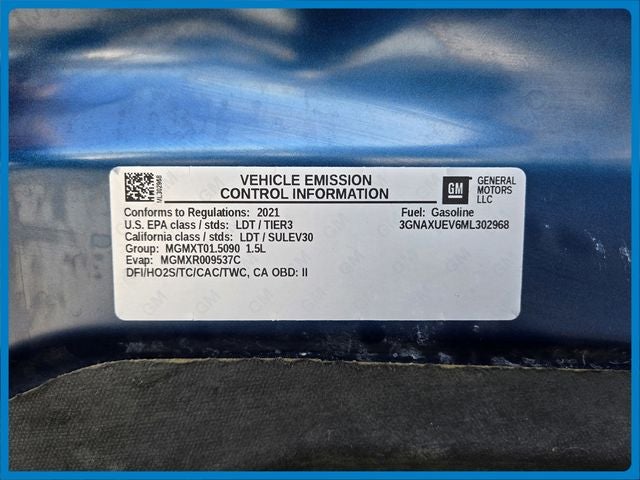 VEHICLE EMISSION
CONTROL INFORMATION
ML302968
GM
GENERAL
MOTORS
LLC
Conforms to Regulations: 2021
Fuel: Gasoline
U.S. EPA class / stds: LDT / TIER3
3GNAXUEV6ML302968
California class / stds: LDT / SULEV30
Group: MGMXT01.5090 1.5L
Evap: MGMXR009537C
DFI/HO2S/TC/CAC/TWC, CA OBD: II